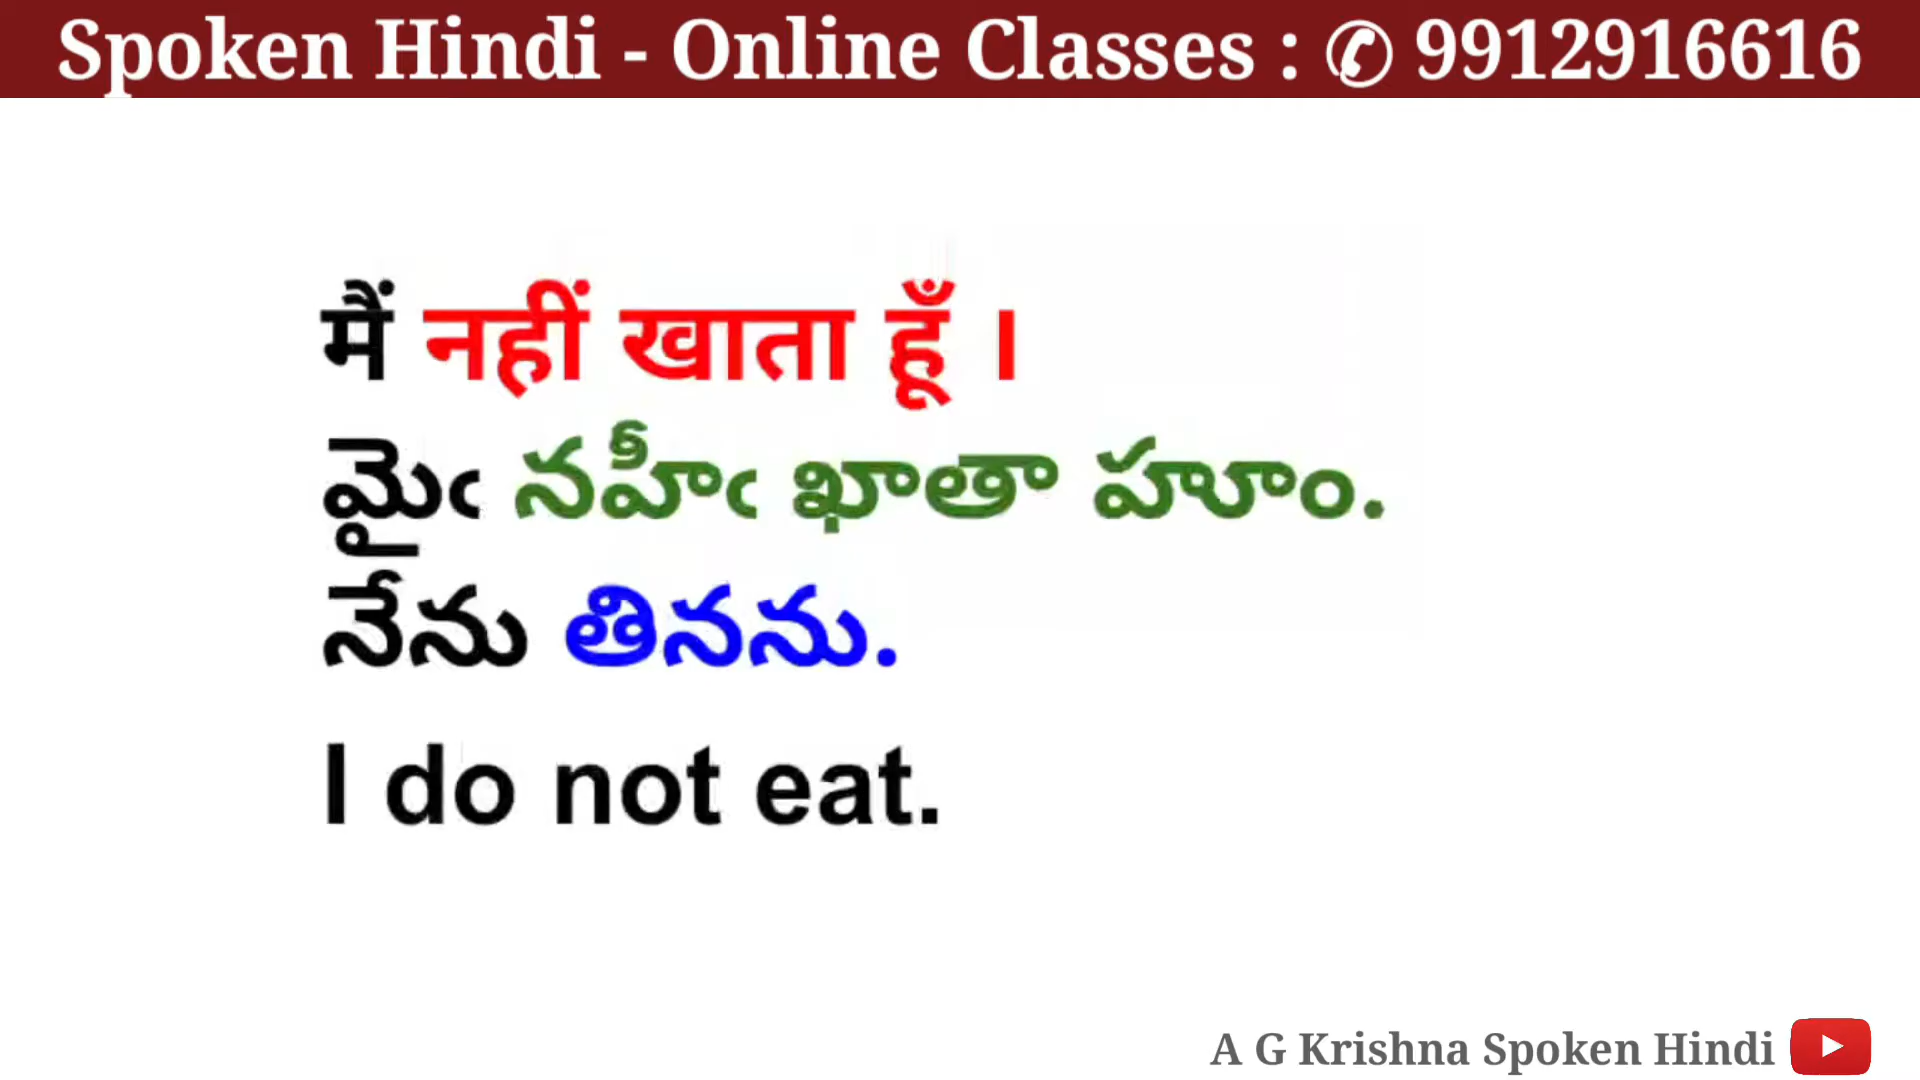 Spoken Hindi - Online Classes : ✆ 9912916616
मैं नहीं खाता हूँ ।
మైఁ నహీఁ ఖాతా హూం.
నేను తినను.
I do not eat.
A G Krishna Spoken Hindi